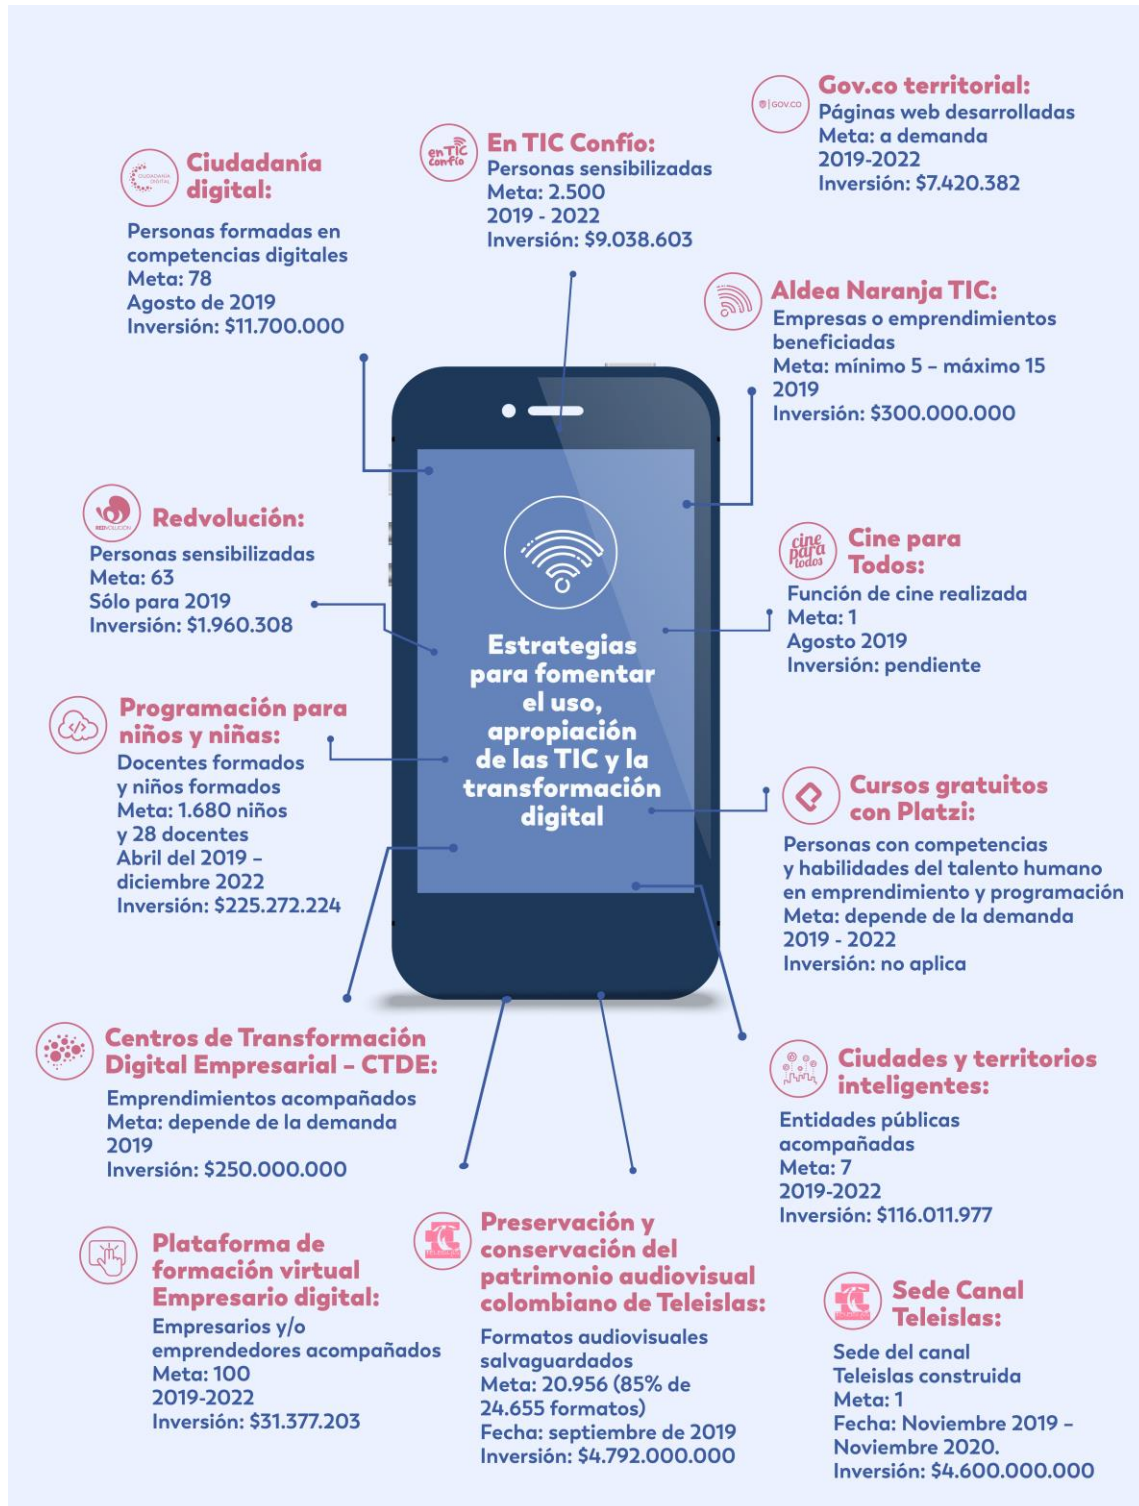 GOV.CO
Gov.co territorial:
Páginas web desarrolladas
Meta: a demanda
2019-2022
Inversión: $7.420.382
en TIC
confío
En TIC Confío:
Personas sensibilizadas
Meta: 2.500
2019 - 2022
Inversión: $9.038.603
CIUDADANÍA
DIGITAL
Ciudadanía
digital:
Personas formadas en
competencias digitales
Meta: 78
Agosto de 2019
Inversión: $11.700.000
Aldea Naranja TIC:
Empresas o emprendimientos
beneficiadas
Meta: mínimo 5 – máximo 15
2019
Inversión: $300.000.000
REDVOLUCIÓN
Redvolución:
Personas sensibilizadas
Meta: 63
Sólo para 2019
Inversión: $1.960.308
cine
para
todos
Cine para
Todos:
Función de cine realizada
Meta: 1
Agosto 2019
Inversión: pendiente
Estrategias
para fomentar
el uso,
apropiación
de las TIC y la
transformación
digital
Programación para
niños y niñas:
Docentes formados
y niños formados
Meta: 1.680 niños
y 28 docentes
Abril del 2019 –
diciembre 2022
Inversión: $225.272.224
Cursos gratuitos
con Platzi:
Personas con competencias
y habilidades del talento humano
en emprendimiento y programación
Meta: depende de la demanda
2019 - 2022
Inversión: no aplica
Centros de Transformación
Digital Empresarial – CTDE:
Emprendimientos acompañados
Meta: depende de la demanda
2019
Inversión: $250.000.000
Ciudades y territorios
inteligentes:
Entidades públicas
acompañadas
Meta: 7
2019-2022
Inversión: $116.011.977
Plataforma de
formación virtual
Empresario digital:
Empresarios y/o
emprendedores acompañados
Meta: 100
2019-2022
Inversión: $31.377.203
Preservación y
conservación del
patrimonio audiovisual
colombiano de Teleislas:
Formatos audiovisuales
salvaguardados
Meta: 20.956 (85% de
24.655 formatos)
Fecha: septiembre de 2019
Inversión: $4.792.000.000
Sede Canal
Teleislas:
Sede del canal
Teleislas construida
Meta: 1
Fecha: Noviembre 2019 –
Noviembre 2020.
Inversión: $4.600.000.000